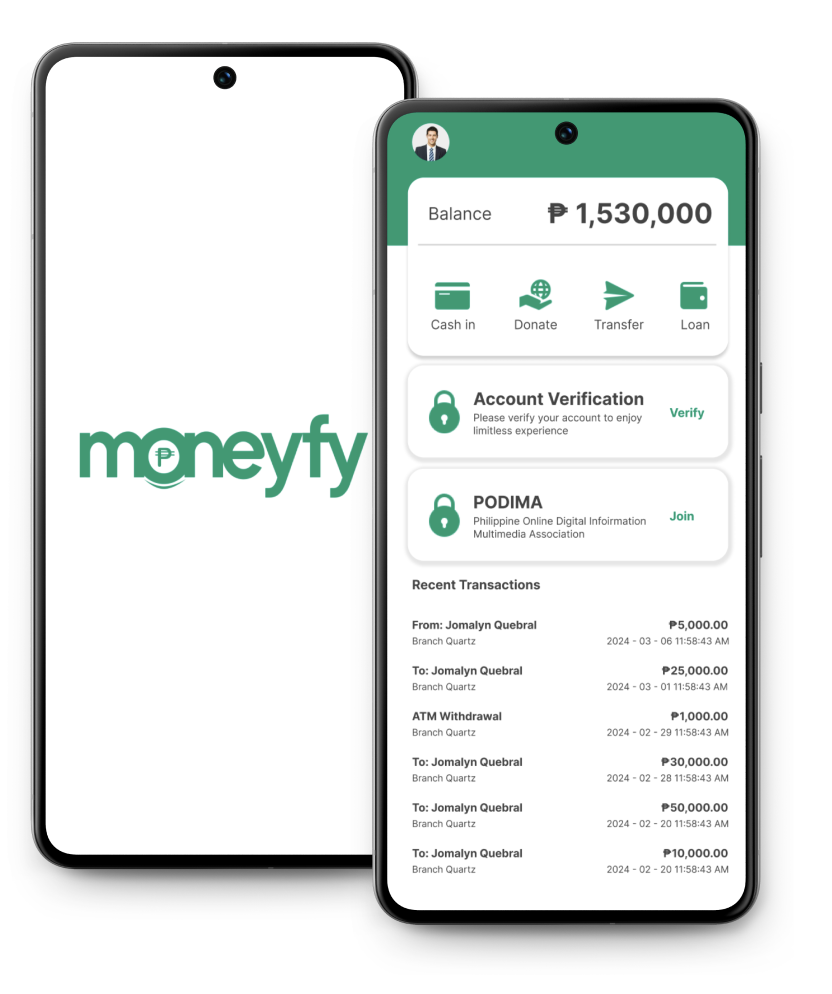 moneyfy
Balance ₱ 1,530,000
Cash in Donate Transfer Loan
Account Verification
Please verify your account to enjoy
limitless experience
Verify
PODIMA
Philippine Online Digital Infoirmation
Multimedia Association
Join
Recent Transactions
From: Jomalyn Quebral ₱5,000.00
Branch Quartz 2024 - 03 - 06 11:58:43 AM
To: Jomalyn Quebral ₱25,000.00
Branch Quartz 2024 - 03 - 01 11:58:43 AM
ATM Withdrawal ₱1,000.00
Branch Quartz 2024 - 02 - 29 11:58:43 AM
To: Jomalyn Quebral ₱30,000.00
Branch Quartz 2024 - 02 - 28 11:58:43 AM
To: Jomalyn Quebral ₱50,000.00
Branch Quartz 2024 - 02 - 20 11:58:43 AM
To: Jomalyn Quebral ₱10,000.00
Branch Quartz 2024 - 02 - 20 11:58:43 AM